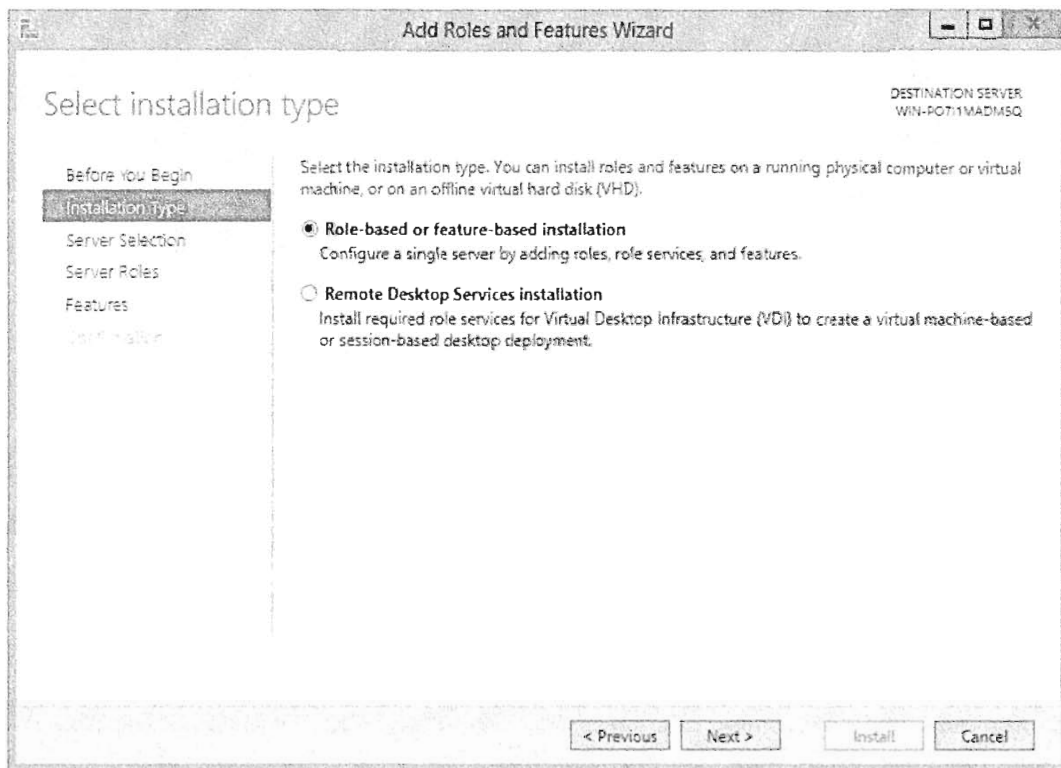 Add Roles and Features Wizard
Select installation type
DESTINATION SERVER
Before You Begin
Installation Type
Server Selection
Server Roles
Features
Confirmation
Select the installation type. You can install roles and features on a running physical computer or virtual
machine, or on an offline virtual hard disk (VHD).
Role-based or feature-based installation
Configure a single server by adding roles, role services, and features.
Remote Desktop Services installation
Install required role services for Virtual Desktop Infrastructure (VDI) to create a virtual machine-based
or session-based desktop deployment.
< Previous
Next >
Install
Cancel